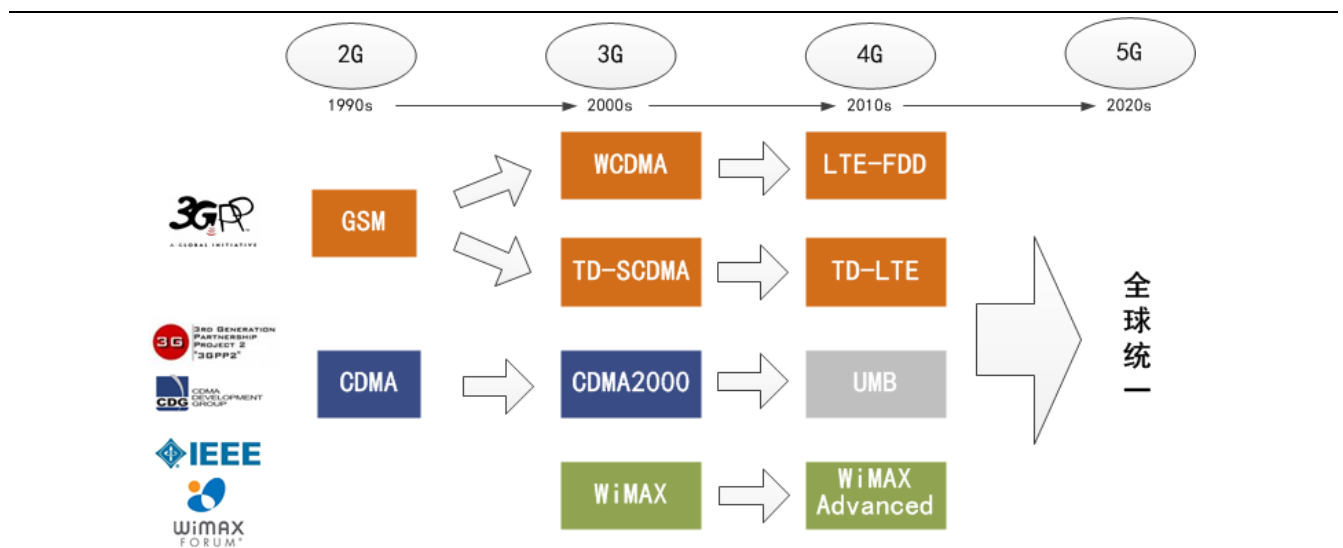 2G
3G
4G
5G
1990s
2000s
2010s
2020s
WCDMA
LTE-FDD
3GPP
A GLOBAL INITIATIVE
GSM
TD-SCDMA
TD-LTE
全球统一
3G
3RD GENERATION
PARTNERSHIP
PROJECT 2
"3GPP2"
CDG
CDMA
DEVELOPMENT
GROUP
CDMA
CDMA2000
UMB
IEEE
WiMAX
FORUM®
WiMAX
WiMAX
Advanced